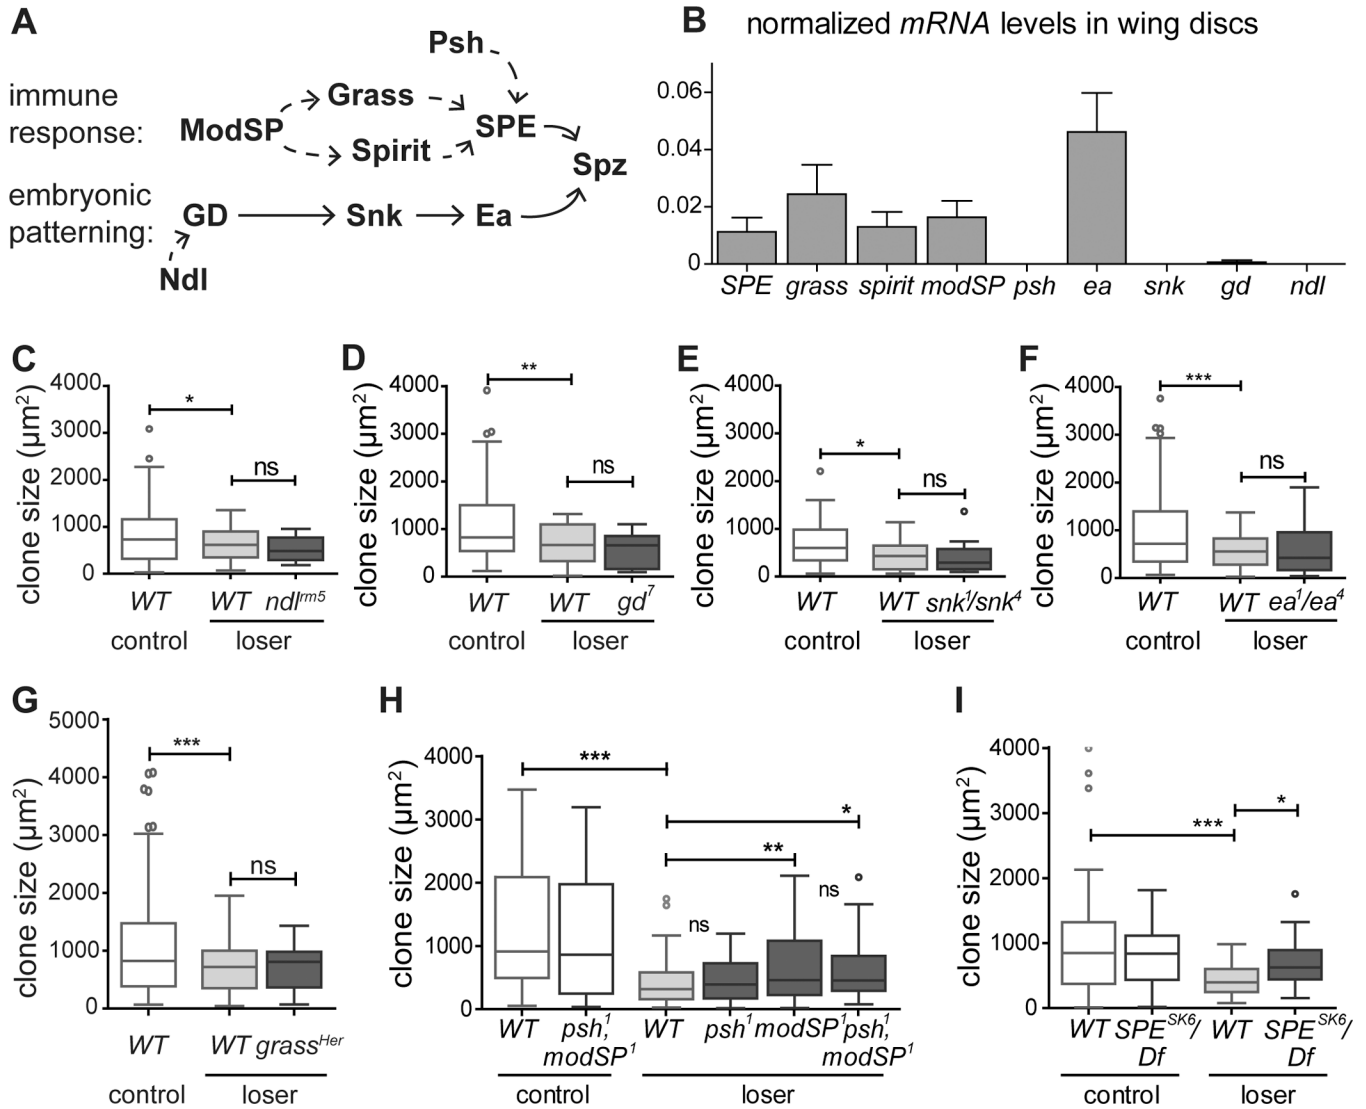 A
immune
response:
Psh
Grass
ModSP
SPE
Spirit
Spz
embryonic
patterning:
GD
Snk
Ea
Ndl
B
normalized mRNA levels in wing discs
0.06
0.04
0.02
0
SPE grass spirit modSP psh ea snk gd ndl
C
clone size (µm²)
4000
3000
2000
1000
0
*
ns
WT WT ndlrm5
control loser
D
clone size (µm²)
4000
3000
2000
1000
0
**
ns
WT WT gd⁷
control loser
E
clone size (µm²)
4000
3000
2000
1000
0
*
ns
WT WT snk¹/snk⁴
control loser
F
clone size (µm²)
4000
3000
2000
1000
0
***
ns
WT WT ea¹/ea⁴
control loser
G
clone size (µm²)
5000
4000
3000
2000
1000
0
***
ns
WT WT grassHer
control loser
H
clone size (µm²)
4000
3000
2000
1000
0
***
*
**
ns
ns
WT psh,¹ WT psh¹ modSP¹ psh,¹
modSP¹ modSP¹
control loser
I
clone size (µm²)
4000
3000
2000
1000
0
***
*
WT SPESK6/ WT SPESK6/
Df Df
control loser